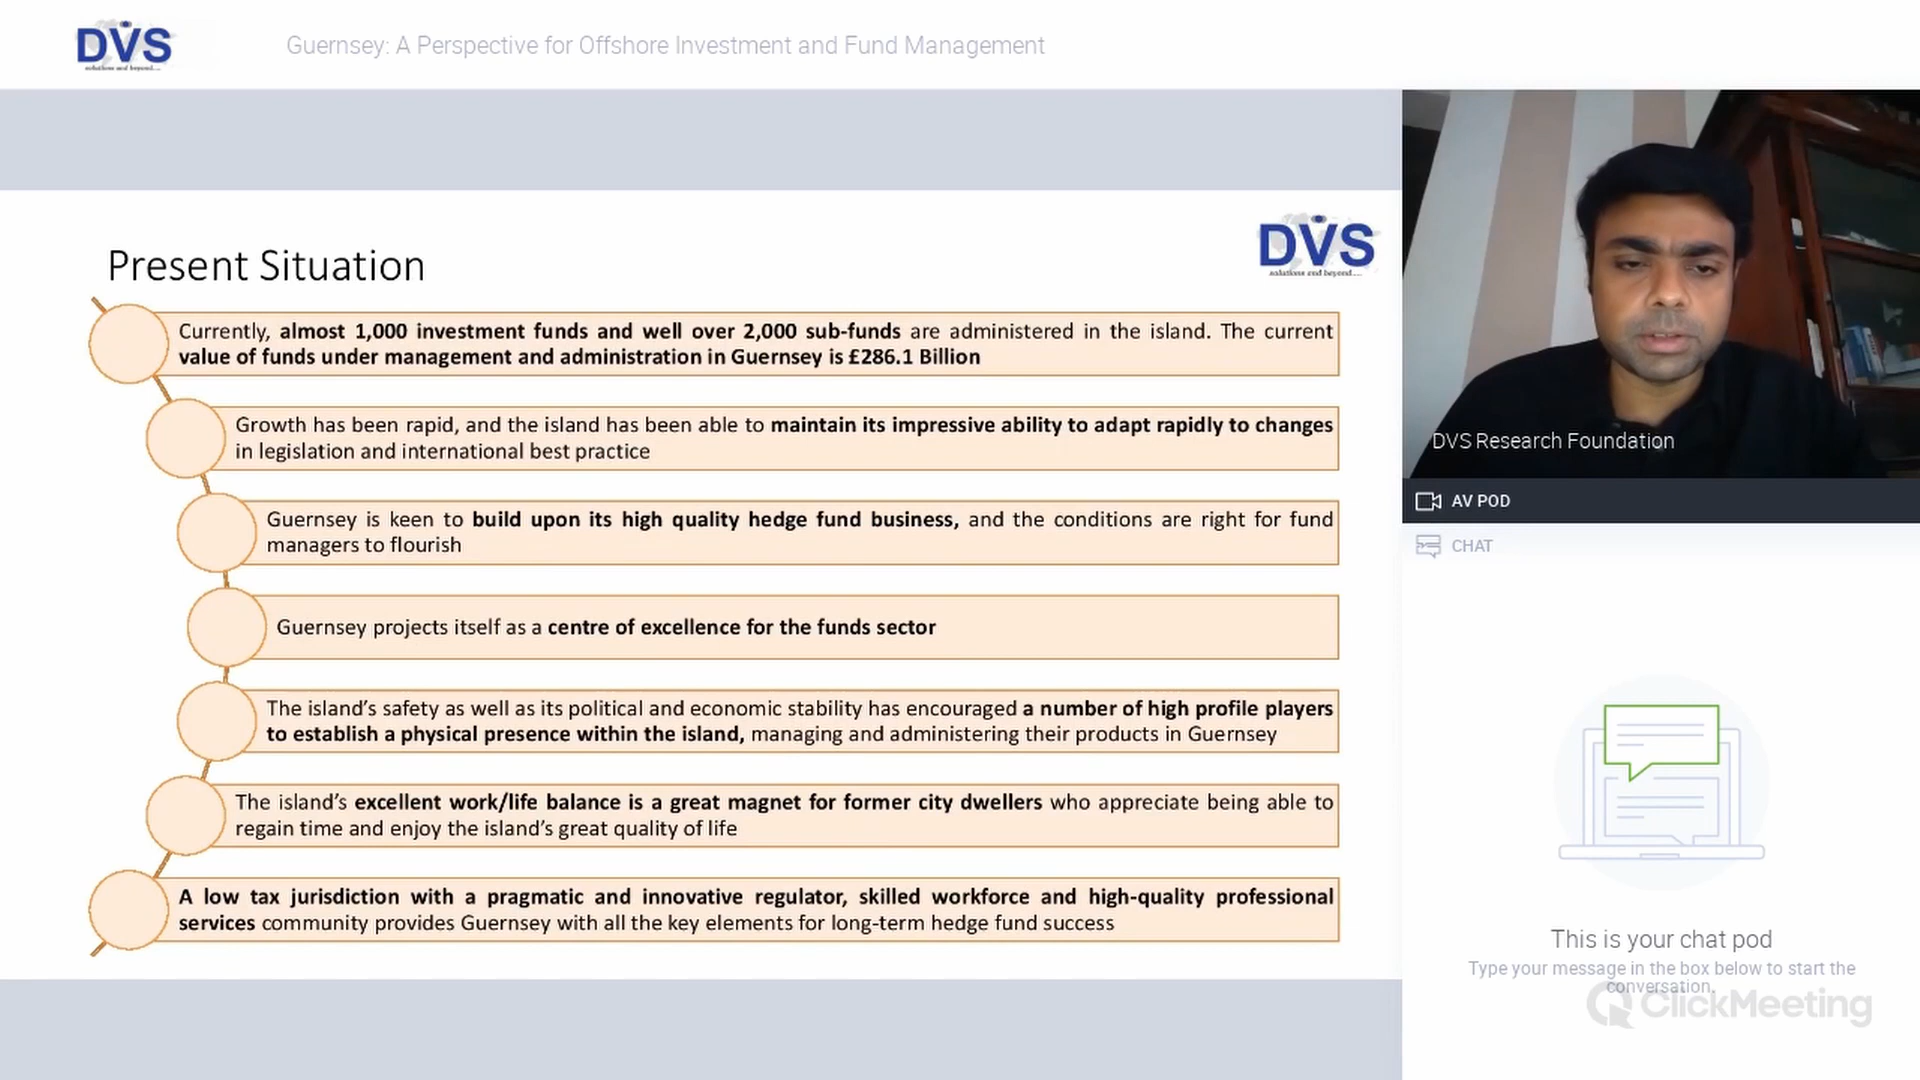 DVS
solutions and beyond....
Guernsey: A Perspective for Offshore Investment and Fund Management
DVS
solutions and beyond....
Present Situation
Currently, almost 1,000 investment funds and well over 2,000 sub-funds are administered in the island. The current
value of funds under management and administration in Guernsey is £286.1 Billion
Growth has been rapid, and the island has been able to maintain its impressive ability to adapt rapidly to changes
in legislation and international best practice
Guernsey is keen to build upon its high quality hedge fund business, and the conditions are right for fund
managers to flourish
Guernsey projects itself as a centre of excellence for the funds sector
The island’s safety as well as its political and economic stability has encouraged a number of high profile players
to establish a physical presence within the island, managing and administering their products in Guernsey
The island’s excellent work/life balance is a great magnet for former city dwellers who appreciate being able to
regain time and enjoy the island’s great quality of life
A low tax jurisdiction with a pragmatic and innovative regulator, skilled workforce and high-quality professional
services community provides Guernsey with all the key elements for long-term hedge fund success
DVS Research Foundation
AV POD
CHAT
This is your chat pod
Type your message in the box below to start the
conversation.
ClickMeeting